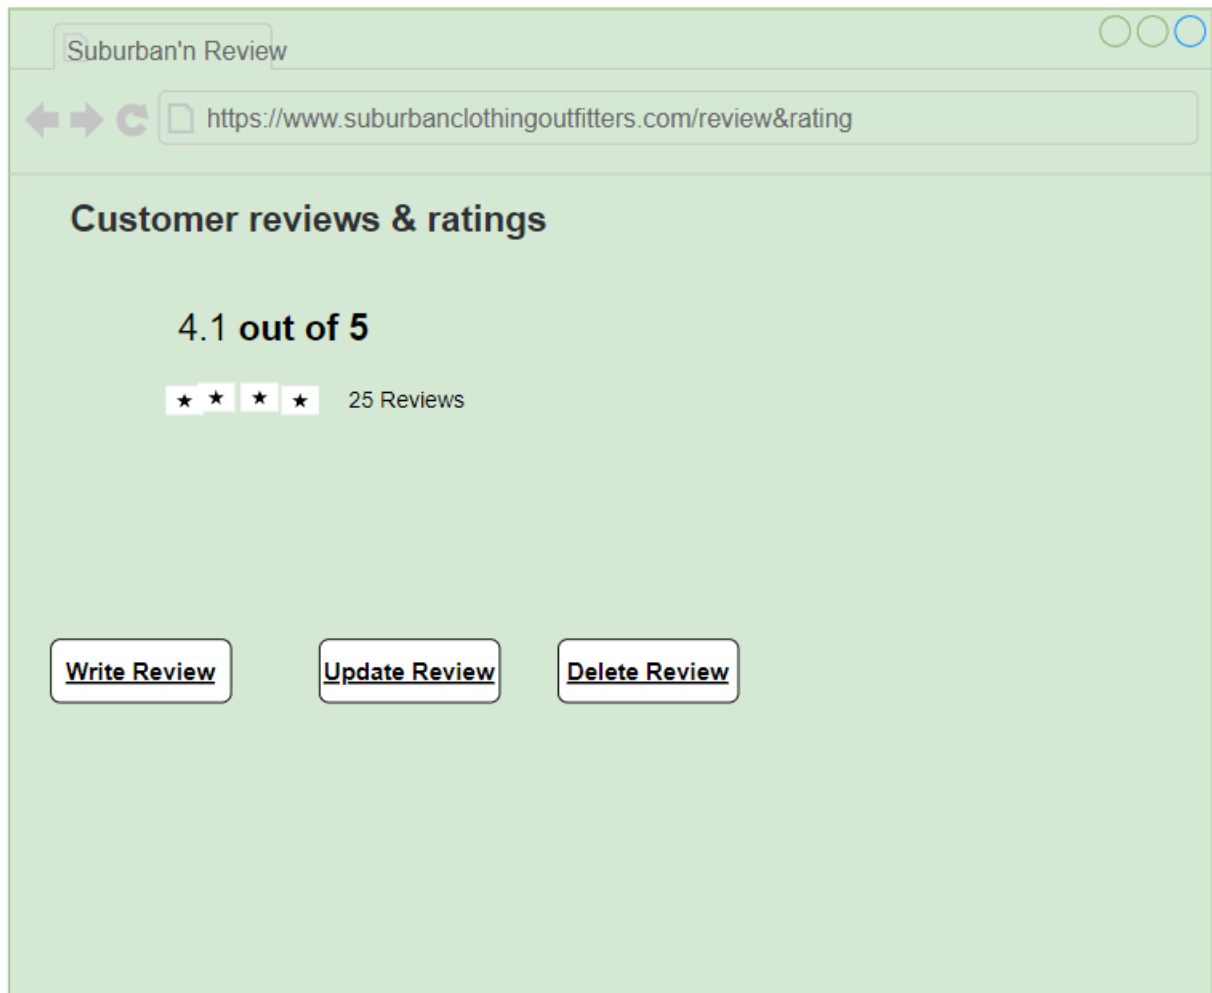 Suburban'n Review
https://www.suburbanclothingoutfitters.com/review&rating
Customer reviews & ratings
4.1 out of 5
★ ★ ★ ★ 25 Reviews
Write Review Update Review Delete Review